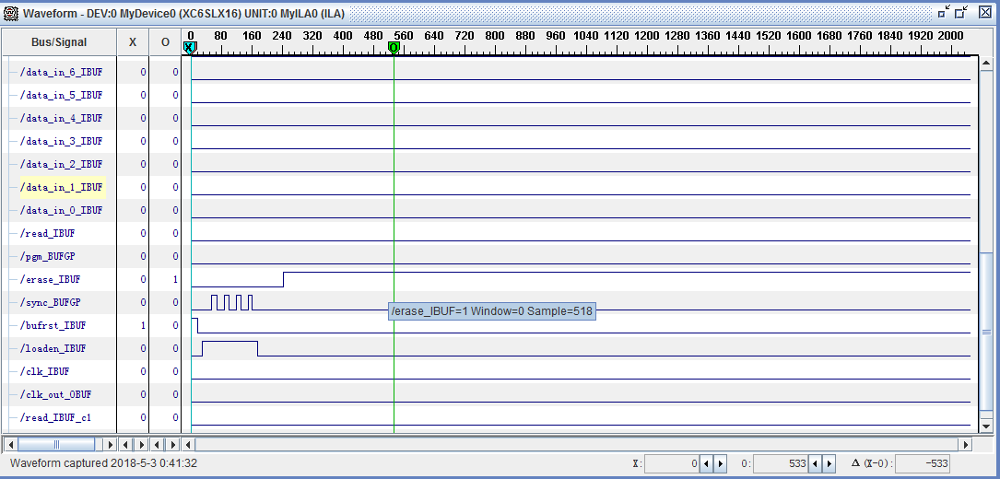 Waveform - DEV:0 MyDevice0 (XC6SLX16) UNIT:0 MyILA0 (ILA)
Bus/Signal X O 0 80 160 240 320 400 480 560 640 720 800 880 960 1040 1120 1200 1280 1360 1440 1520 1600 1680 1760 1840 1920 2000
X O
/data_in_6_IBUF 0 0
/data_in_5_IBUF 0 0
/data_in_4_IBUF 0 0
/data_in_3_IBUF 0 0
/data_in_2_IBUF 0 0
/data_in_1_IBUF 0 0
/data_in_0_IBUF 0 0
/read_IBUF 0 0
/pgm_BUFGP 0 0
/erase_IBUF 0 1
/sync_BUFGP 0 0
/erase_IBUF=1 Window=0 Sample=518
/bufrst_IBUF 1 0
/loaden_IBUF 0 0
/clk_IBUF 0 0
/clk_out_OBUF 0 0
/read_IBUF_c1 0 0
Waveform captured 2018-5-3 0:41:32 X: 0 O: 533 Δ (X-O): -533